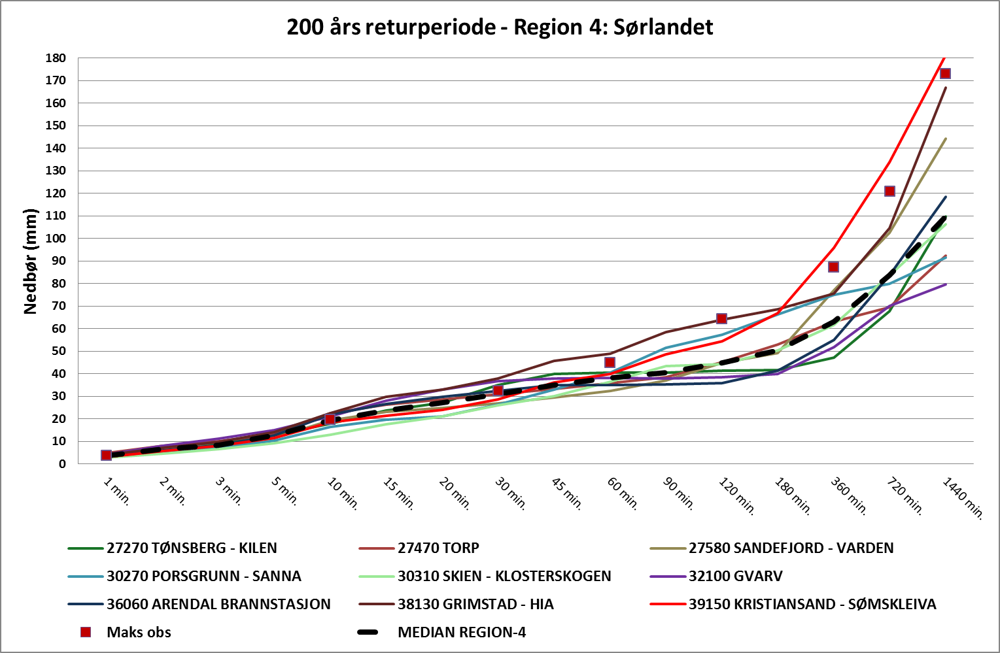 200 års returperiode - Region 4: Sørlandet
Nedbør (mm)
180
170
160
150
140
130
120
110
100
90
80
70
60
50
40
30
20
10
0
1 min.
2 min.
3 min.
5 min.
10 min.
15 min.
20 min.
30 min.
45 min.
60 min.
90 min.
120 min.
180 min.
360 min.
720 min.
1440 min.
27270 TØNSBERG - KILEN
27470 TORP
27580 SANDEFJORD - VARDEN
30270 PORSGRUNN - SANNA
30310 SKIEN - KLOSTERSKOGEN
32100 GVARV
36060 ARENDAL BRANNSTASJON
38130 GRIMSTAD - HIA
39150 KRISTIANSAND - SØMSKLEIVA
Maks obs
MEDIAN REGION-4